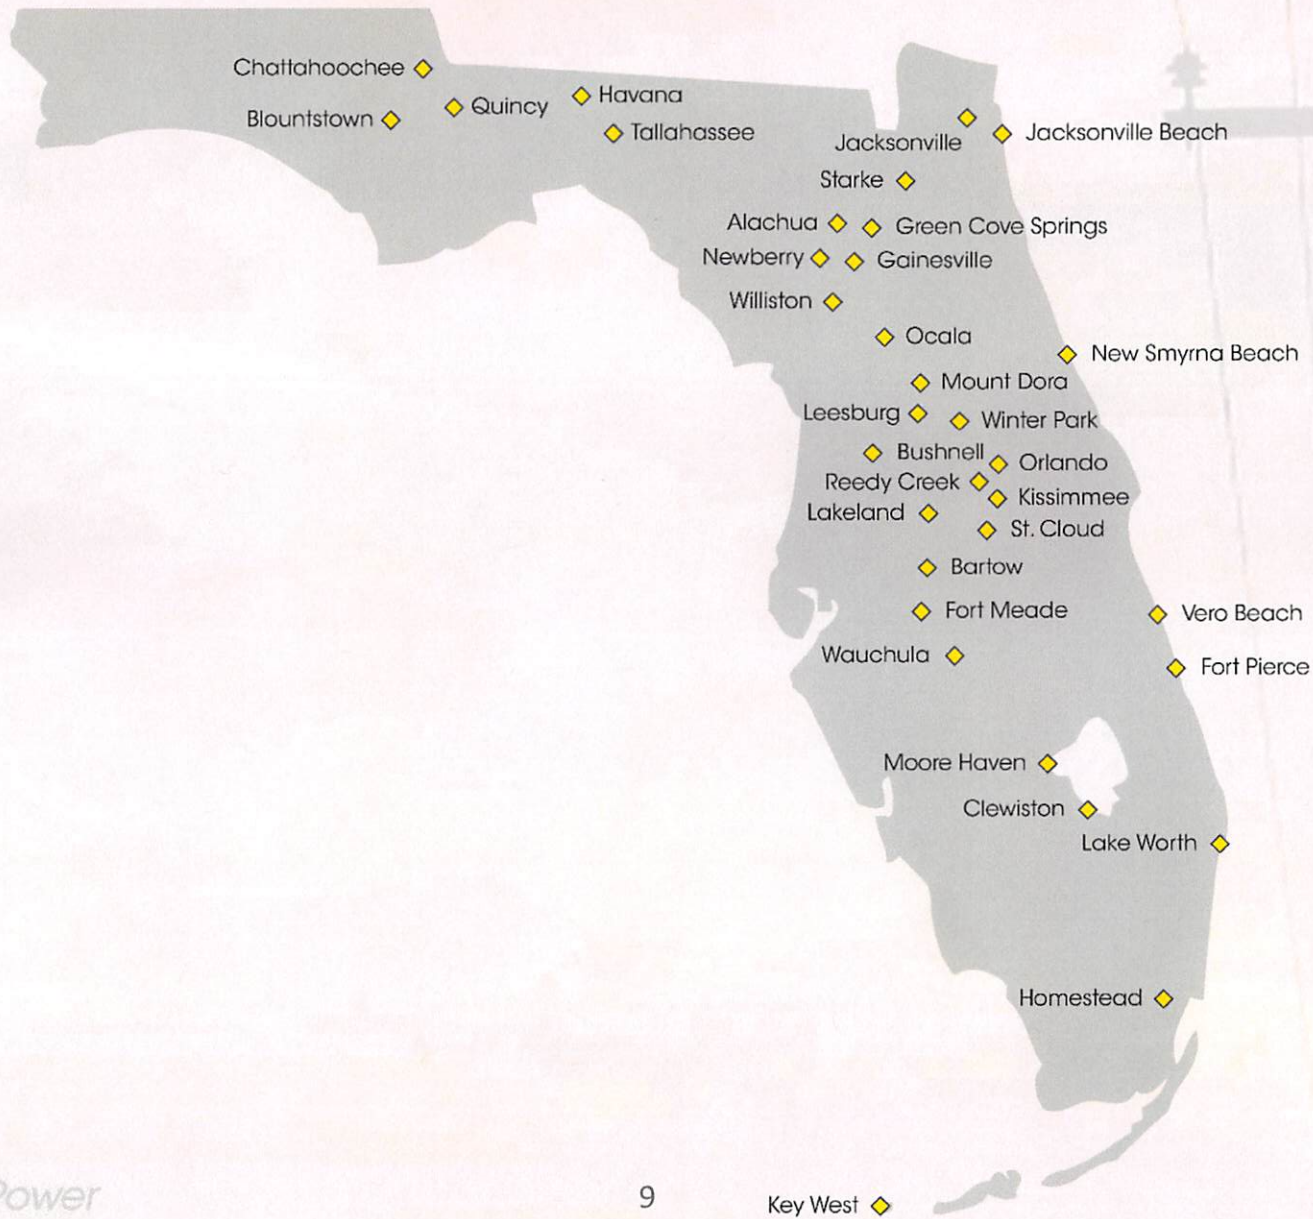 Chattahoochee
Havana
Quincy
Blountstown
Tallahassee
Jacksonville Beach
Jacksonville
Starke
Alachua
Green Cove Springs
Newberry
Gainesville
Williston
Ocala
New Smyrna Beach
Mount Dora
Leesburg
Winter Park
Bushnell
Orlando
Reedy Creek
Kissimmee
Lakeland
St. Cloud
Bartow
Fort Meade
Vero Beach
Wauchula
Fort Pierce
Moore Haven
Clewiston
Lake Worth
Homestead
Power
9
Key West